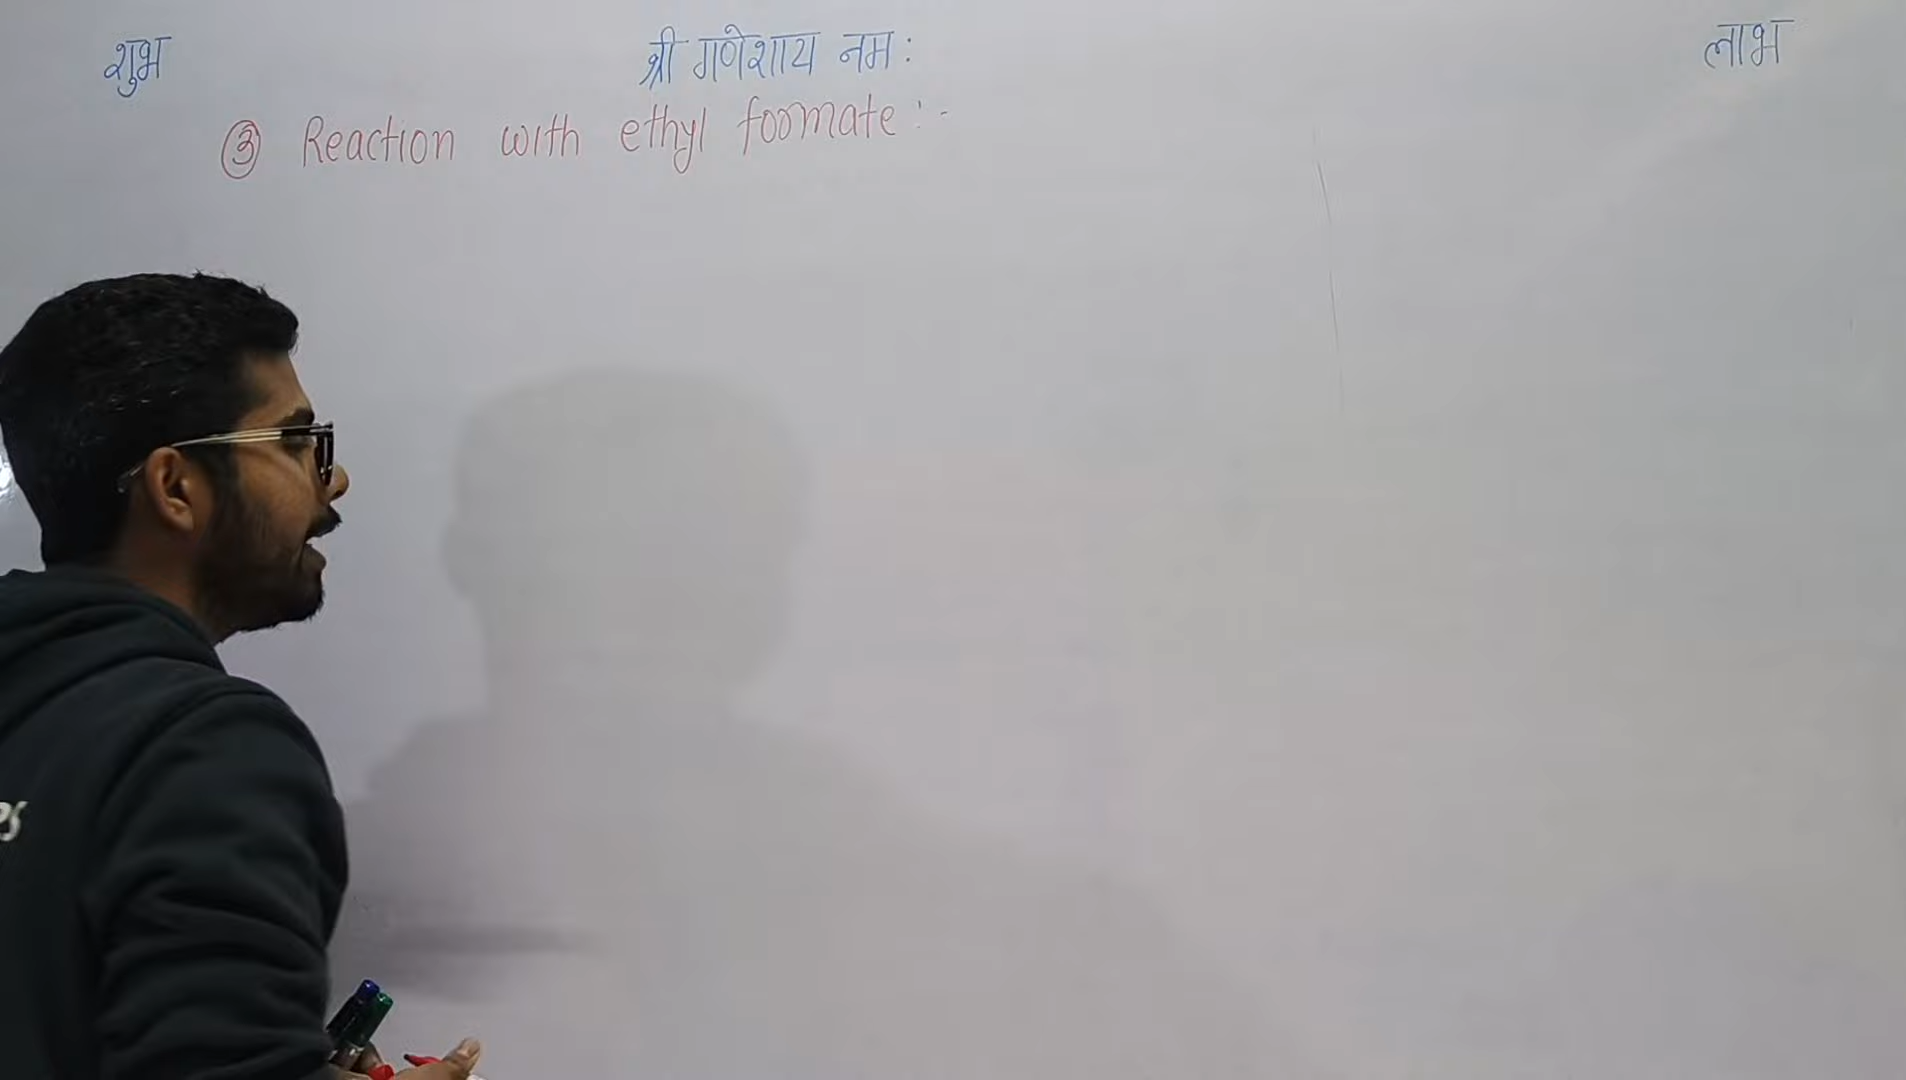 शुभ श्री गणेशाय नम: लाभ
③ Reaction with ethyl formate :-